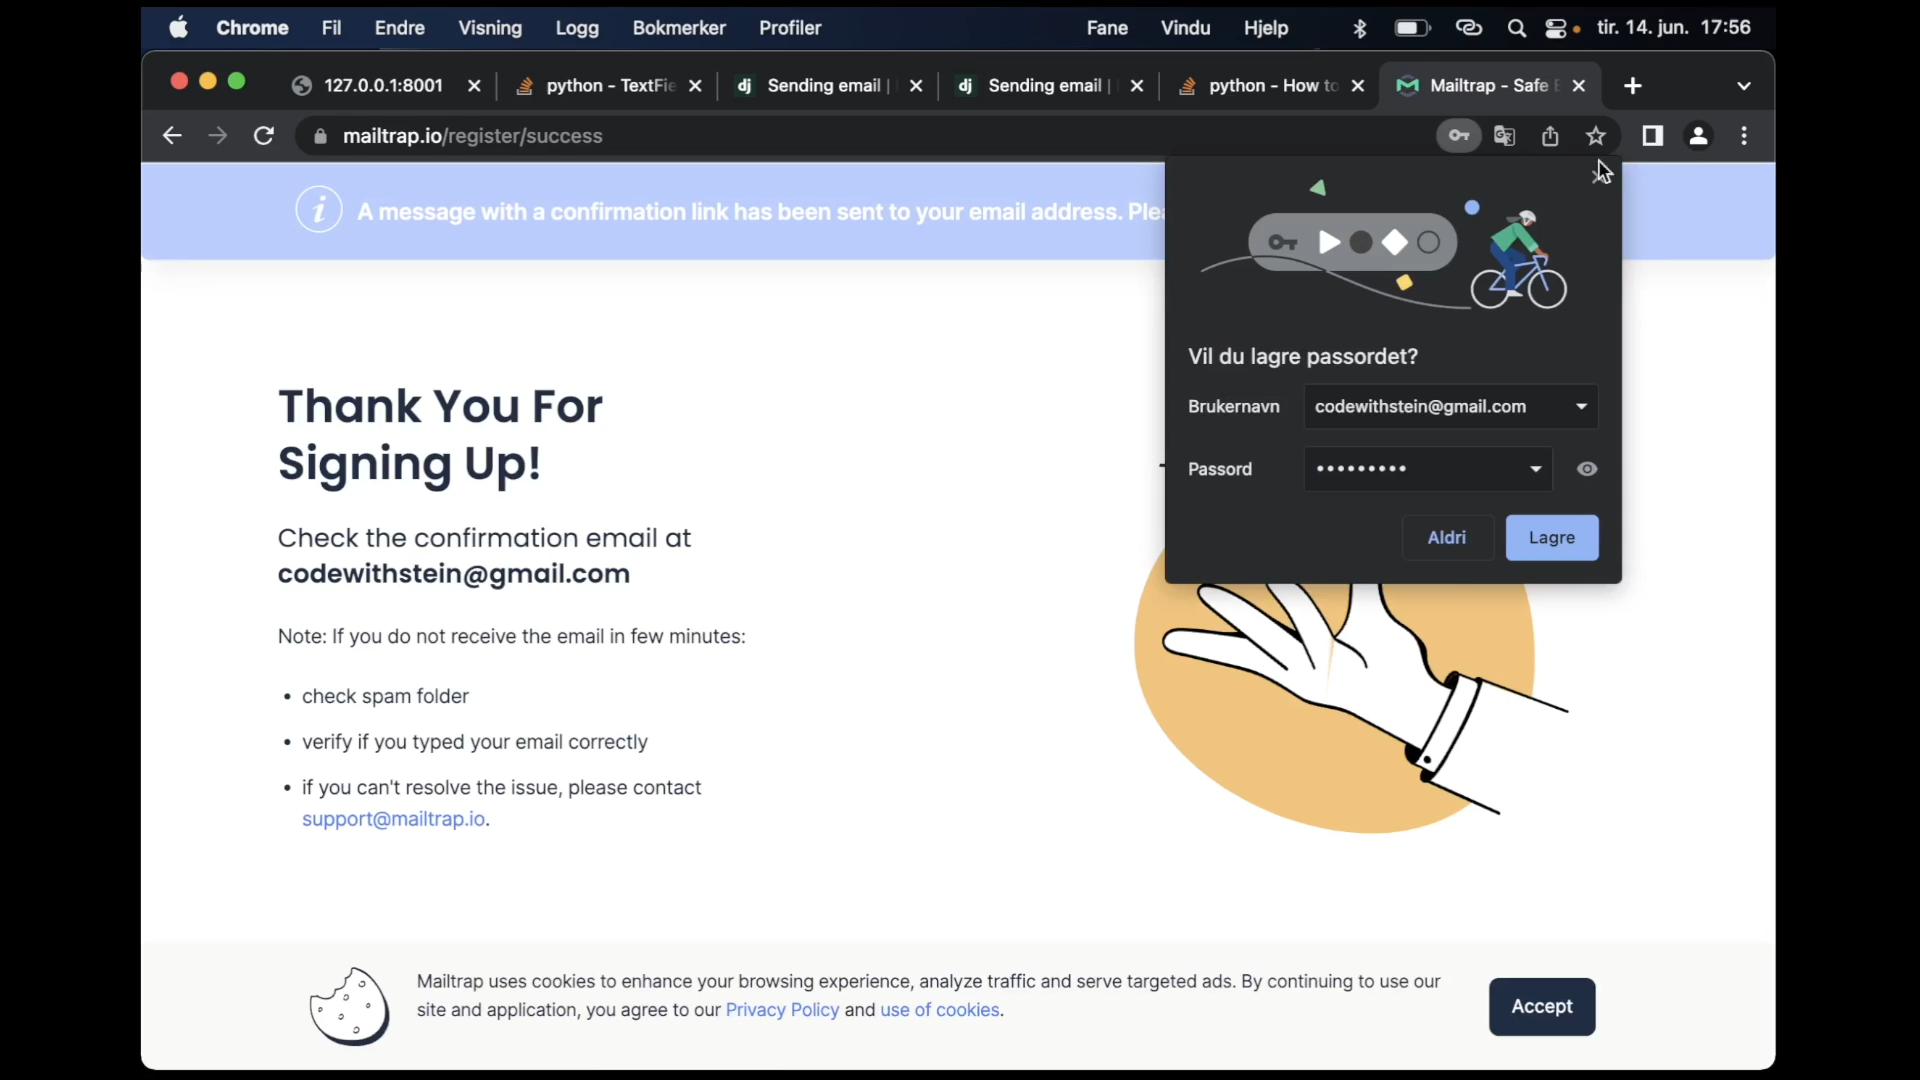 Chrome Fil Endre Visning Logg Bokmerker Profiler Fane Vindu Hjelp tir. 14. jun. 17:56
127.0.0.1:8001 python - TextFie dj Sending email | dj Sending email | python - How to Mailtrap - Safe
mailtrap.io/register/success
A message with a confirmation link has been sent to your email address.
Vil du lagre passordet?
Brukernavn codewithstein@gmail.com
Passord •••••••••
Aldri Lagre
Thank You For
Signing Up!
Check the confirmation email at
codewithstein@gmail.com
Note: If you do not receive the email in few minutes:
• check spam folder
• verify if you typed your email correctly
• if you can't resolve the issue, please contact
support@mailtrap.io.
Mailtrap uses cookies to enhance your browsing experience, analyze traffic and serve targeted ads. By continuing to use our
site and application, you agree to our Privacy Policy and use of cookies.
Accept